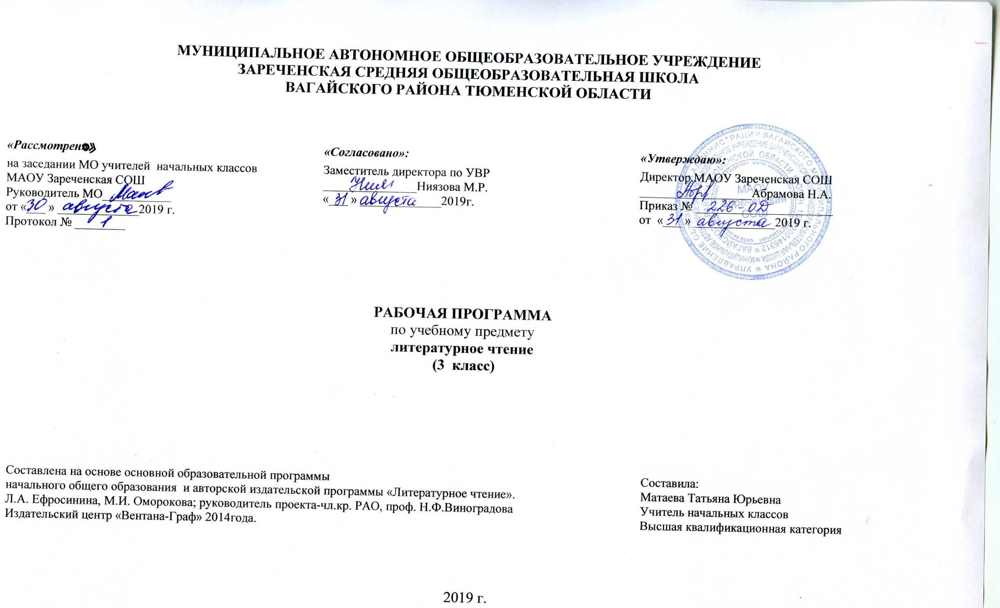 МУНИЦИПАЛЬНОЕ АВТОНОМНОЕ ОБЩЕОБРАЗОВАТЕЛЬНОЕ УЧРЕЖДЕНИЕ
ЗАРЕЧЕНСКАЯ СРЕДНЯЯ ОБЩЕОБРАЗОВАТЕЛЬНАЯ ШКОЛА
ВАГАЙСКОГО РАЙОНА ТЮМЕНСКОЙ ОБЛАСТИ
«Рассмотрено»
на заседании МО учителей начальных классов
МАОУ Зареченская СОШ
Руководитель МО
от «30» августа 2019 г.
Протокол № 1
«Согласовано»:
Заместитель директора по УВР
Ниязова М.Р.
«31» августа 2019г.
«Утверждаю»:
Директор МАОУ Зареченская СОШ
Абрамова Н.А.
Приказ № 226-ОД
от «31» августа 2019 г.
МАОУ
Зареченская
СОШ
РАБОЧАЯ ПРОГРАММА
по учебному предмету
литературное чтение
(3 класс)
Составлена на основе основной образовательной программы
начального общего образования и авторской издательской программы «Литературное чтение».
Л.А. Ефросинина, М.И. Оморокова; руководитель проекта-чл.кр. РАО, проф. Н.Ф.Виноградова
Издательский центр «Вентана-Граф» 2014года.
Составила:
Матаева Татьяна Юрьевна
Учитель начальных классов
Высшая квалификационная категория
2019 г.